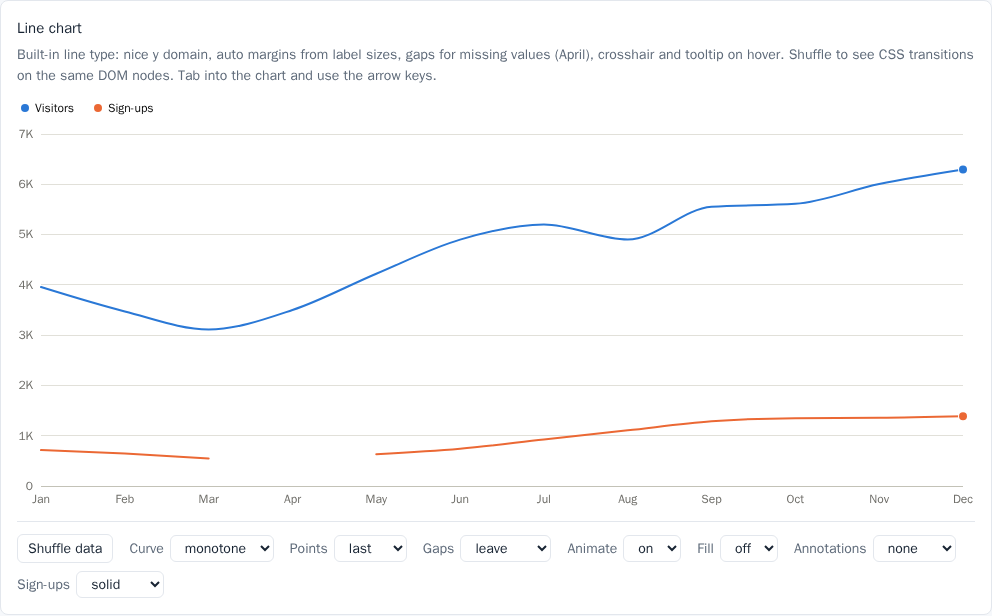 Line chart
Built-in line type: nice y domain, auto margins from label sizes, gaps for missing values (April), crosshair and tooltip on hover. Shuffle to see CSS transitions
on the same DOM nodes. Tab into the chart and use the arrow keys.
Visitors Sign-ups
7K
6K
5K
4K
3K
2K
1K
0
Jan Feb Mar Apr May Jun Jul Aug Sep Oct Nov Dec
Shuffle data Curve monotone Points last Gaps leave Animate on Fill off Annotations none
Sign-ups solid